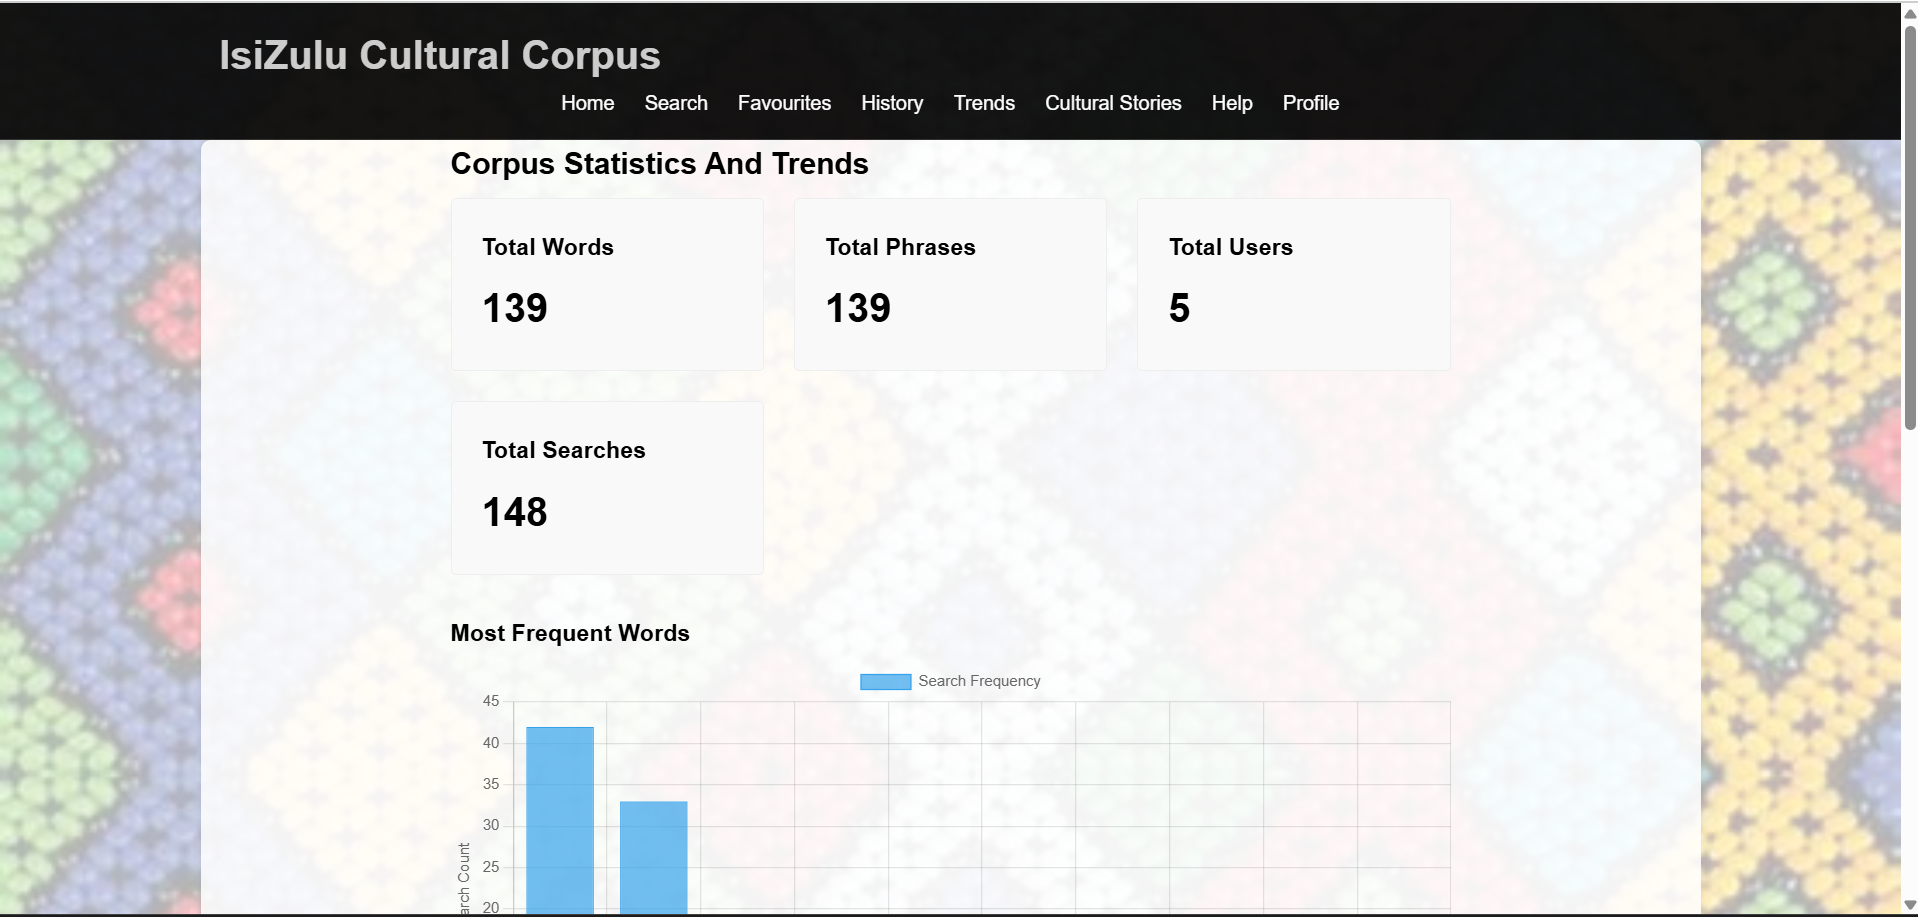 IsiZulu Cultural Corpus
Home Search Favourites History Trends Cultural Stories Help Profile
Corpus Statistics And Trends
Total Words Total Phrases Total Users
139 139 5
Total Searches
148
Most Frequent Words
Search Frequency
45
40
35
30
25
20
Count